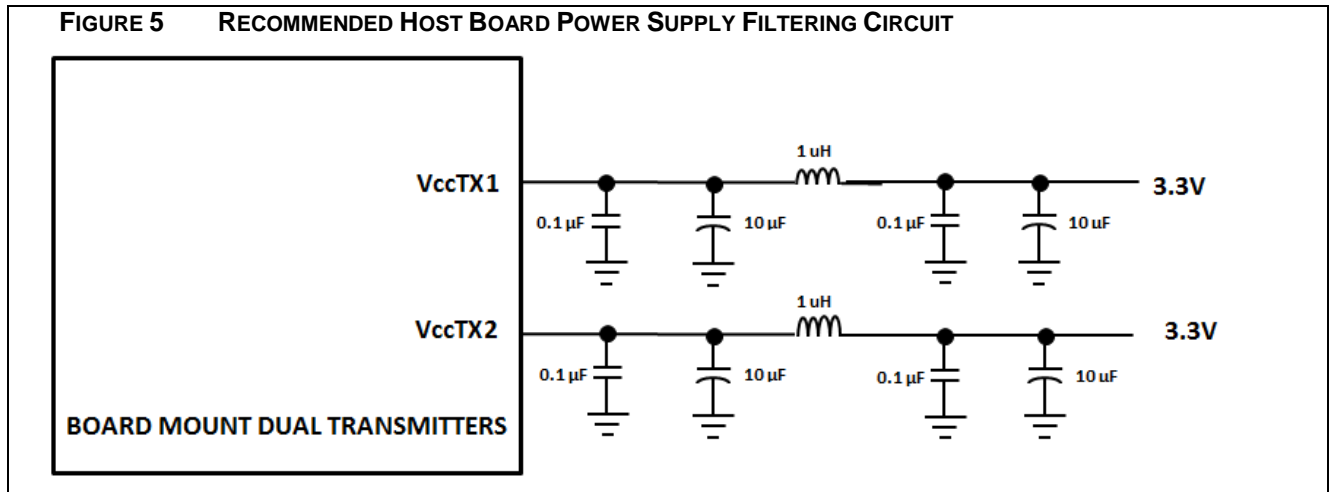 FIGURE 5 RECOMMENDED HOST BOARD POWER SUPPLY FILTERING CIRCUIT
1 uH
VccTX1
3.3V
0.1 µF 10 µF 0.1 µF 10 uF
1 uH
VccTX2
3.3V
0.1 µF 10 µF 0.1 µF 10 uF
BOARD MOUNT DUAL TRANSMITTERS